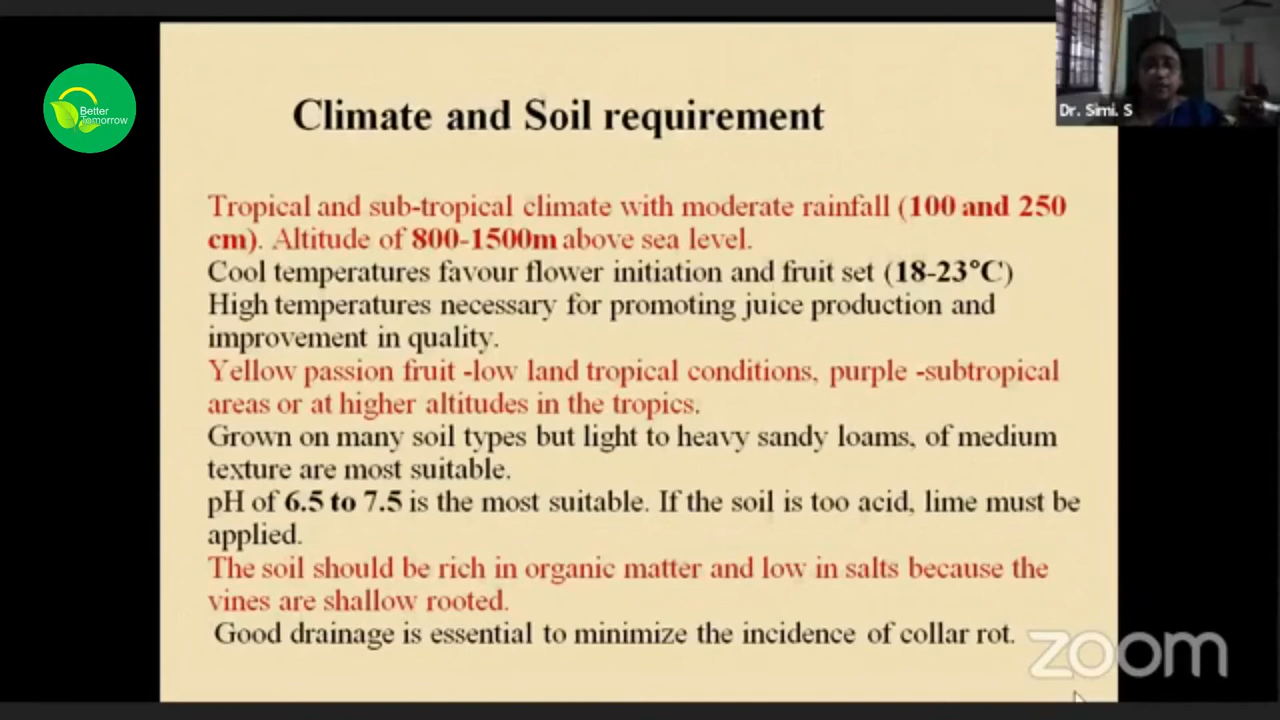 Better
Tomorrow
Climate and Soil requirement
Dr. Simi. S
Tropical and sub-tropical climate with moderate rainfall (100 and 250
cm). Altitude of 800-1500m above sea level.
Cool temperatures favour flower initiation and fruit set (18-23°C)
High temperatures necessary for promoting juice production and
improvement in quality.
Yellow passion fruit -low land tropical conditions, purple -subtropical
areas or at higher altitudes in the tropics.
Grown on many soil types but light to heavy sandy loams, of medium
texture are most suitable.
pH of 6.5 to 7.5 is the most suitable. If the soil is too acid, lime must be
applied.
The soil should be rich in organic matter and low in salts because the
vines are shallow rooted.
Good drainage is essential to minimize the incidence of collar rot.
zoom